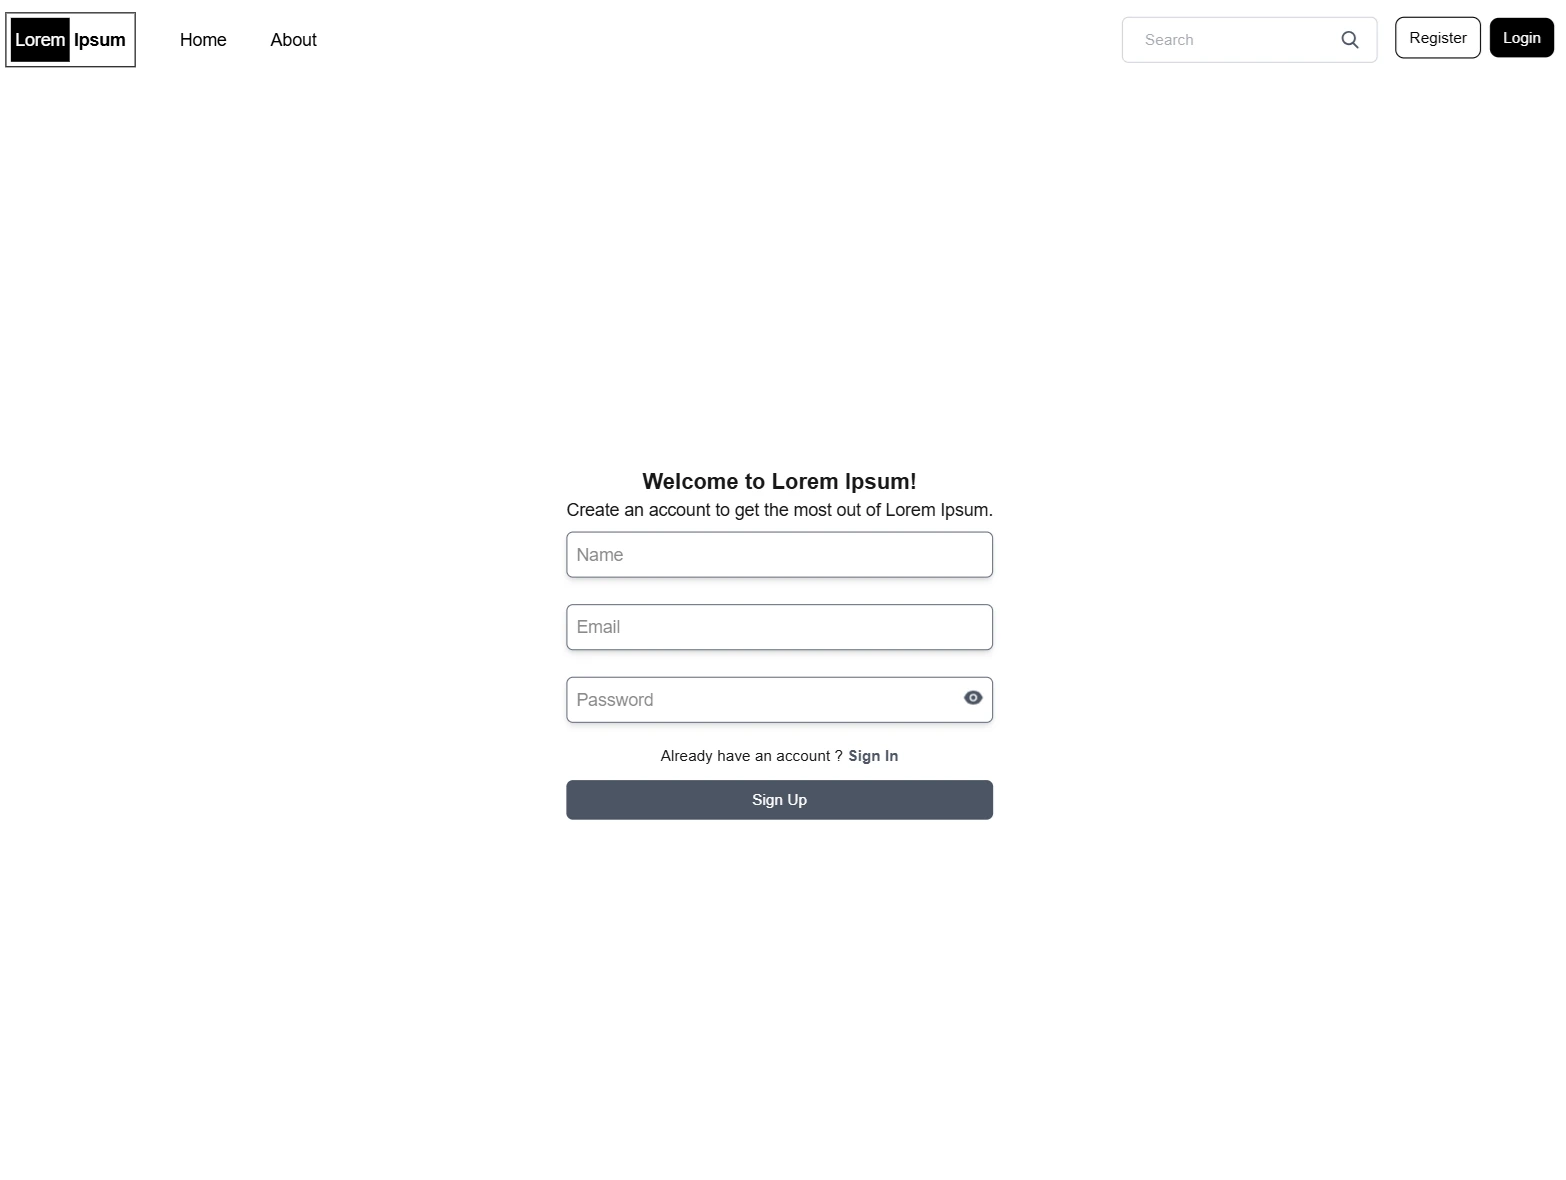 Lorem Ipsum Home About Search Register Login
Welcome to Lorem Ipsum!
Create an account to get the most out of Lorem Ipsum.
Name
Email
Password
Already have an account ? Sign In
Sign Up